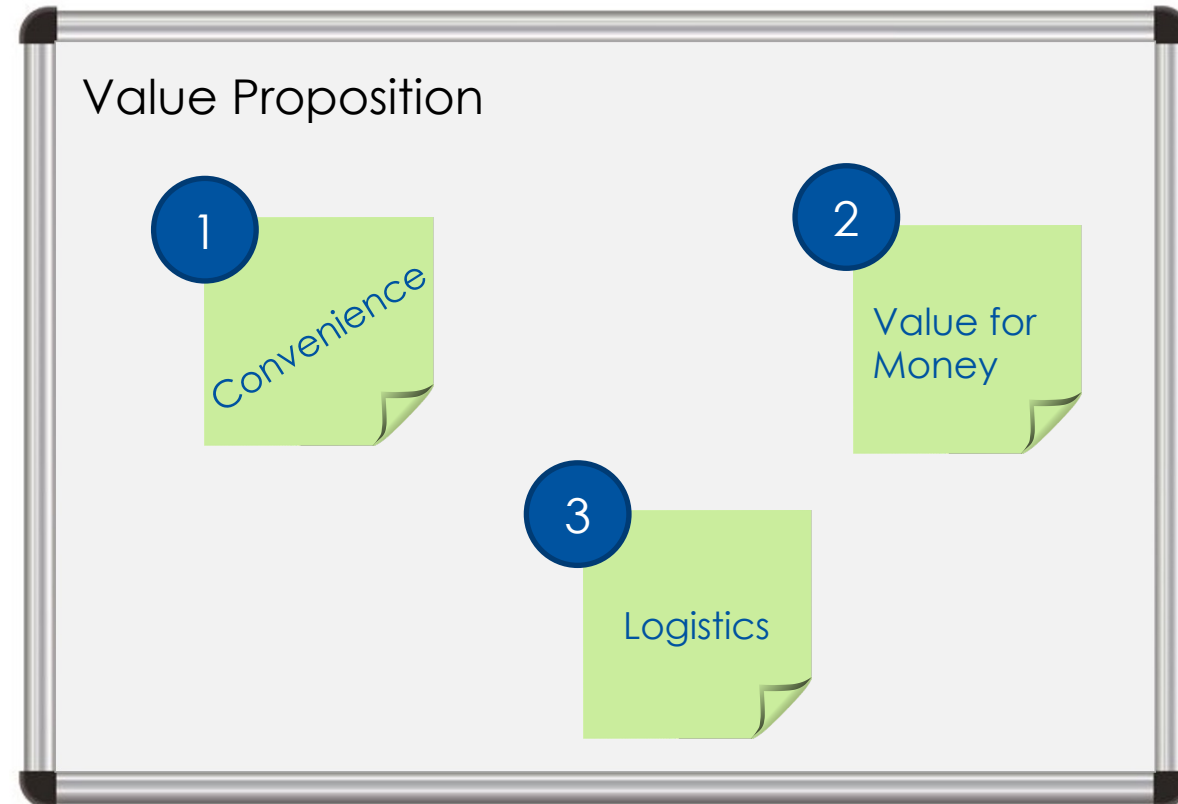 Value Proposition
1
Convenience
2
Value for
Money
3
Logistics